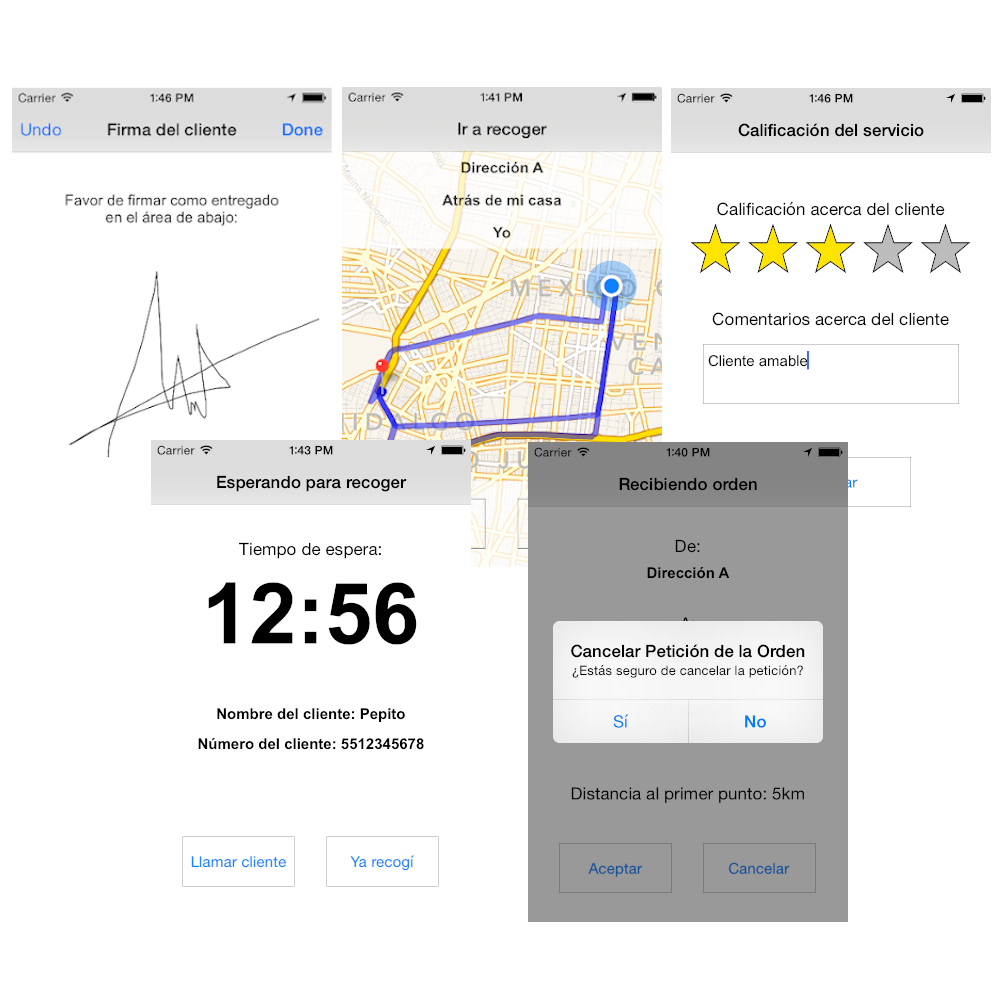 Carrier 1:46 PM
Undo Firma del cliente Done
Favor de firmar como entregado
en el área de abajo:
Carrier 1:41 PM
Ir a recoger
Dirección A
Atrás de mi casa
Yo
MEXICO
HIDALGO
Carrier 1:46 PM
Calificación del servicio
Calificación acerca del cliente
Comentarios acerca del cliente
Cliente amable
ar
Carrier 1:43 PM
Esperando para recoger
Tiempo de espera:
12:56
Nombre del cliente: Pepito
Número del cliente: 5512345678
Llamar cliente Ya recogí
Carrier 1:40 PM
Recibiendo orden
De:
Dirección A
Cancelar Petición de la Orden
¿Estás seguro de cancelar la petición?
Sí No
Distancia al primer punto: 5km
Aceptar Cancelar